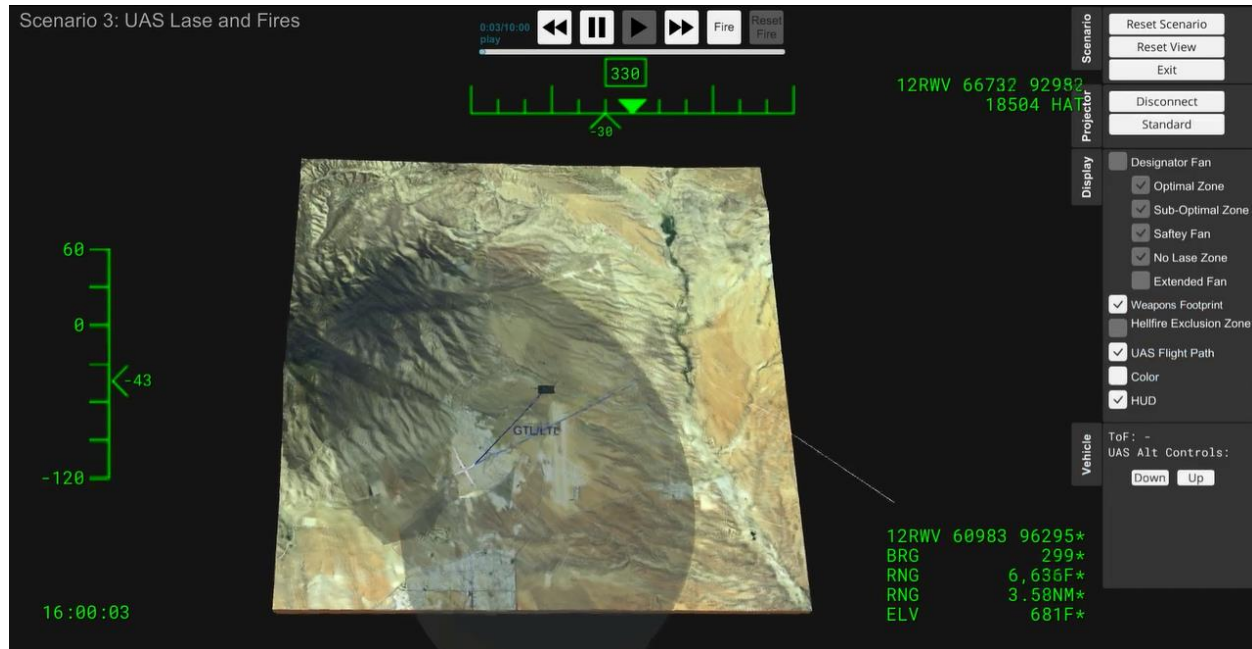 Scenario 3: UAS Lase and Fires
0:03/10:00
play
Fire
Reset
Fire
330
-30
12RWV 66732 92982
18504 HAT
60
0
-43
-120
GTL/LTL
16:00:03
12RWV 60983 96295*
BRG 299*
RNG 6,636F*
RNG 3.58NM*
ELV 681F*
Scenario
Reset Scenario
Reset View
Exit
Projector
Disconnect
Standard
Display
Designator Fan
Optimal Zone
Sub-Optimal Zone
Saftey Fan
No Lase Zone
Extended Fan
Weapons Footprint
Hellfire Exclusion Zone
UAS Flight Path
Color
HUD
Vehicle
ToF: -
UAS Alt Controls:
Down Up